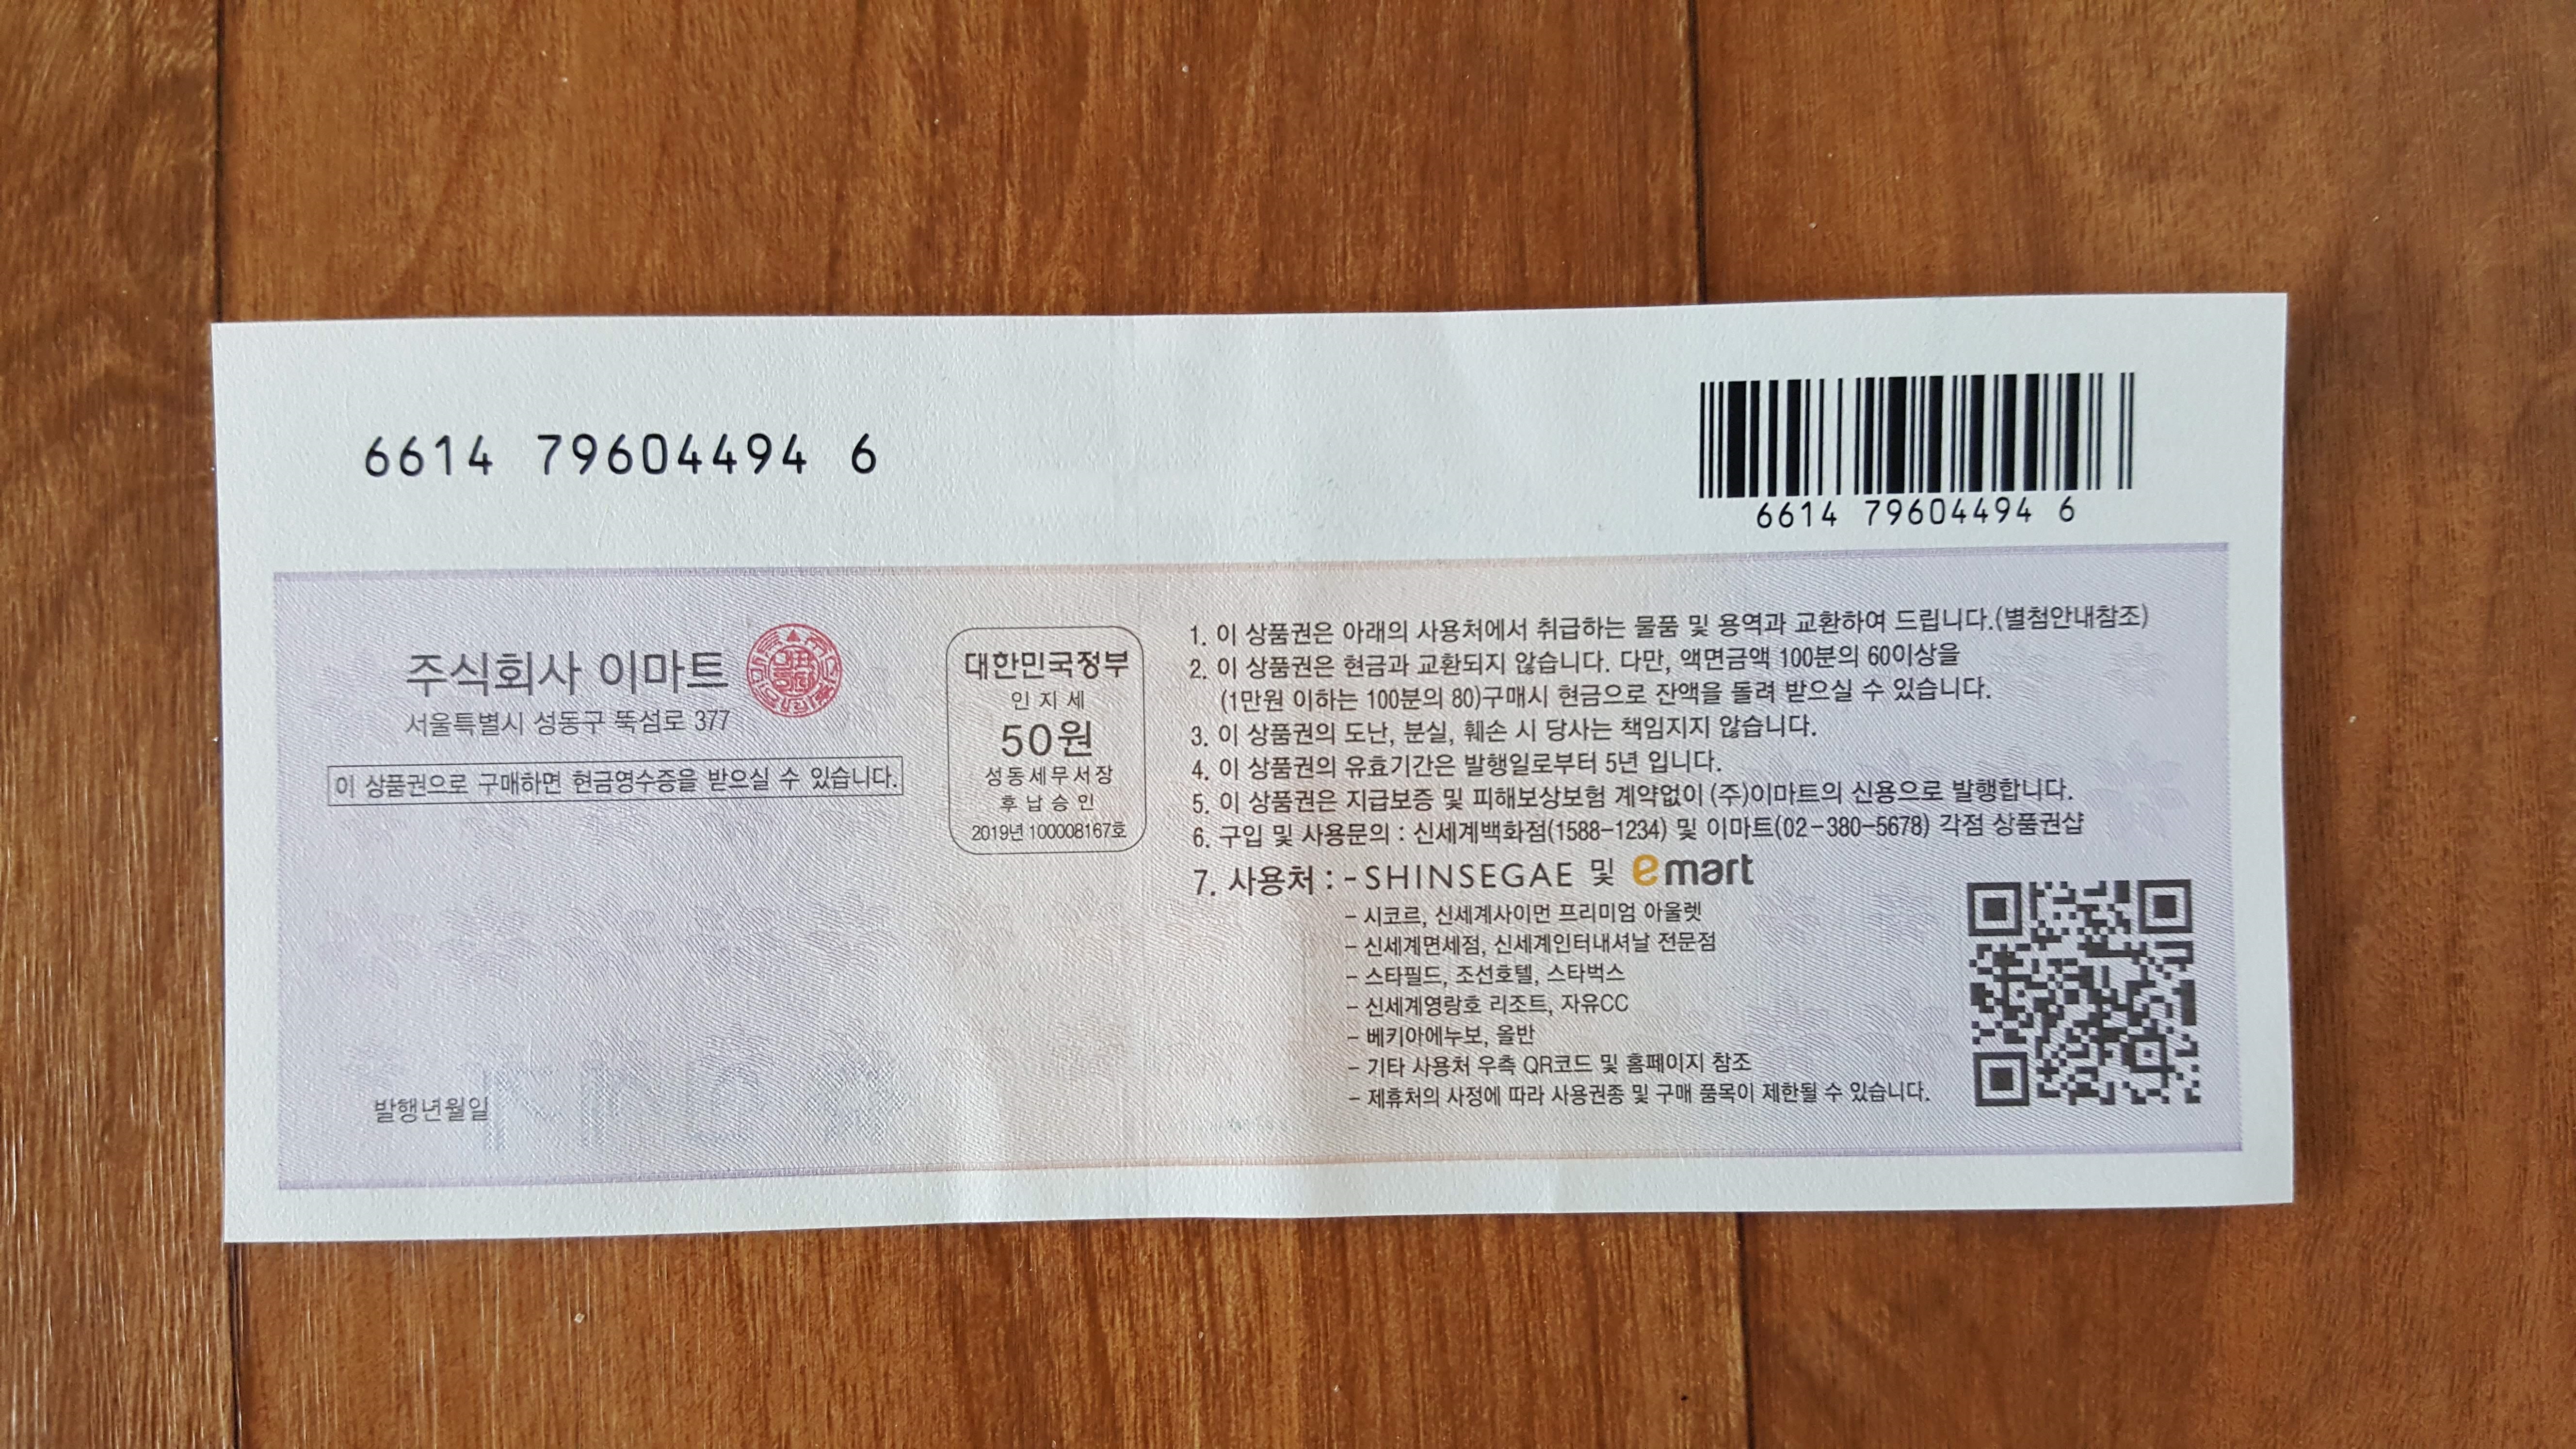 6614 79604494 6
6614 79604494 6
주식회사 이마트
서울특별시 성동구 뚝섬로 377
이 상품권으로 구매하면 현금영수증을 받으실 수 있습니다.
발행년월일
대한민국정부
인지세
50원
성동세무서장
후납승인
2019년 100008167호
1. 이 상품권은 아래의 사용처에서 취급하는 물품 및 용역과 교환하여 드립니다.(별첨안내참조)
2. 이 상품권은 현금과 교환되지 않습니다. 다만, 액면금액 100분의 60이상을
(1만원 이하는 100분의 80)구매시 현금으로 잔액을 돌려 받으실 수 있습니다.
3. 이 상품권의 도난, 분실, 훼손 시 당사는 책임지지 않습니다.
4. 이 상품권의 유효기간은 발행일로부터 5년 입니다.
5. 이 상품권은 지급보증 및 피해보상보험 계약없이 (주)이마트의 신용으로 발행합니다.
6. 구입 및 사용문의 : 신세계백화점(1588-1234) 및 이마트(02-380-5678) 각점 상품권샵
7. 사용처 : - SHINSEGAE 및 emart
- 시코르, 신세계사이먼 프리미엄 아울렛
- 신세계면세점, 신세계인터내셔날 전문점
- 스타필드, 조선호텔, 스타벅스
- 신세계영랑호 리조트, 자유CC
- 베키아에누보, 올반
- 기타 사용처 우측 QR코드 및 홈페이지 참조
- 제휴처의 사정에 따라 사용권종 및 구매 품목이 제한될 수 있습니다.